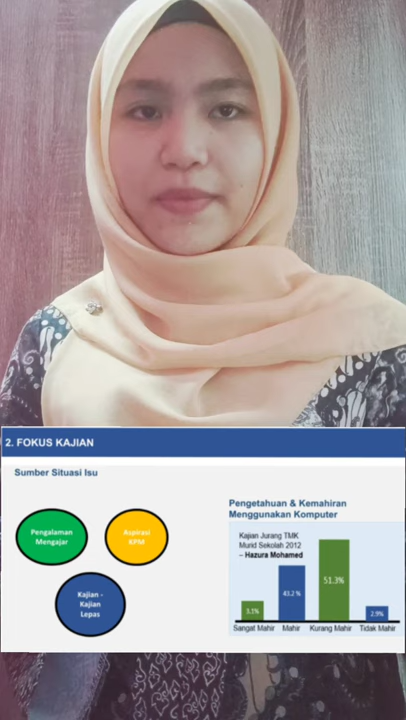 2. FOKUS KAJIAN
Sumber Situasi Isu
Pengalaman
Mengajar
Aspirasi
KPM
Kajian -
Kajian
Lepas
Pengetahuan & Kemahiran
Menggunakan Komputer
Kajian Jurang TMK
Murid Sekolah 2012
– Hazura Mohamed
3.1%
43.2 %
51.3%
2.9%
Sangat Mahir Mahir Kurang Mahir Tidak Mahir